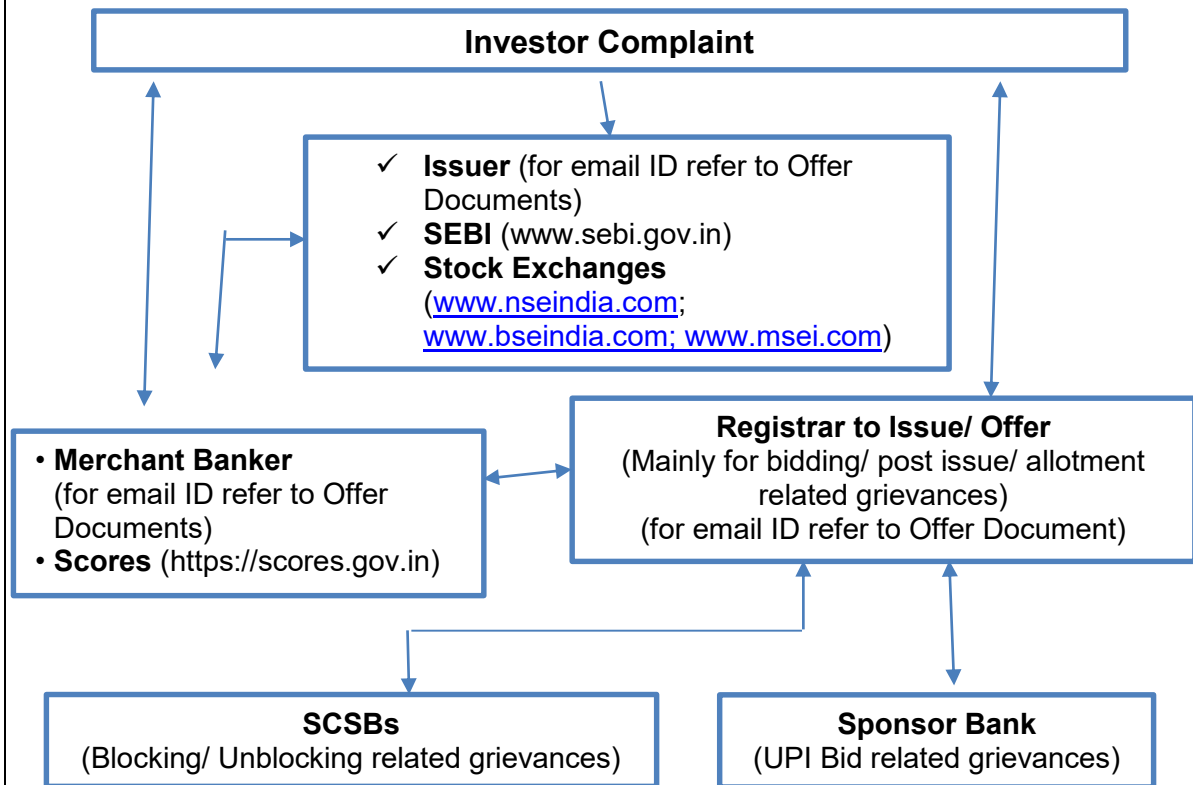 Investor Complaint
✓ Issuer (for email ID refer to Offer
Documents)
✓ SEBI (www.sebi.gov.in)
✓ Stock Exchanges
(www.nseindia.com;
www.bseindia.com; www.msei.com)
• Merchant Banker
(for email ID refer to Offer
Documents)
• Scores (https://scores.gov.in)
Registrar to Issue/ Offer
(Mainly for bidding/ post issue/ allotment
related grievances)
(for email ID refer to Offer Document)
SCSBs
(Blocking/ Unblocking related grievances)
Sponsor Bank
(UPI Bid related grievances)